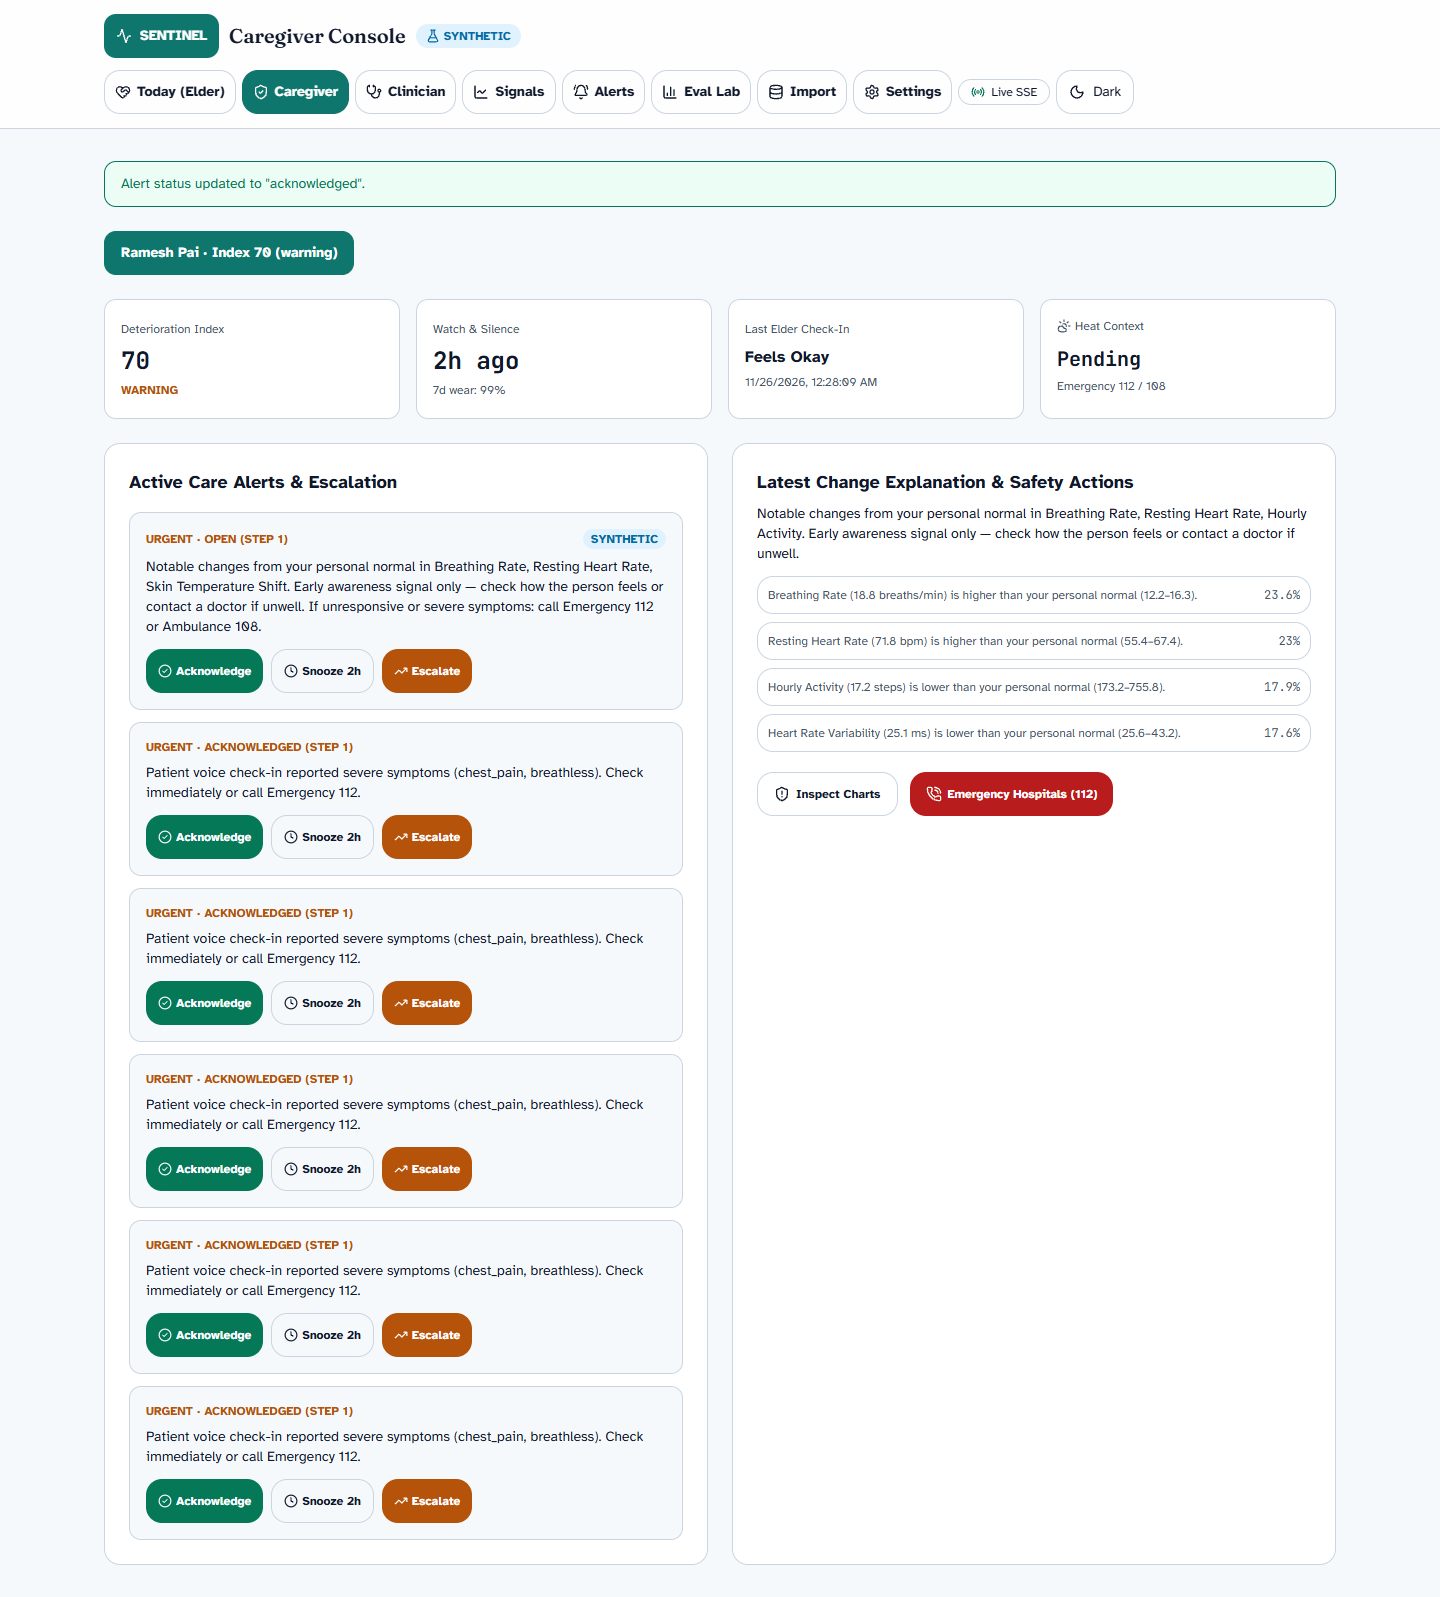 SENTINEL Caregiver Console SYNTHETIC
Today (Elder) Caregiver Clinician Signals Alerts Eval Lab Import Settings Live SSE Dark
Alert status updated to "acknowledged".
Ramesh Pai · Index 70 (warning)
Deterioration Index
70
WARNING
Watch & Silence
2h ago
7d wear: 99%
Last Elder Check-In
Feels Okay
11/26/2026, 12:28:09 AM
Heat Context
Pending
Emergency 112 / 108
Active Care Alerts & Escalation
URGENT · OPEN (STEP 1) SYNTHETIC
Notable changes from your personal normal in Breathing Rate, Resting Heart Rate,
Skin Temperature Shift. Early awareness signal only — check how the person feels or
contact a doctor if unwell. If unresponsive or severe symptoms: call Emergency 112
or Ambulance 108.
Acknowledge Snooze 2h Escalate
URGENT · ACKNOWLEDGED (STEP 1)
Patient voice check-in reported severe symptoms (chest_pain, breathless). Check
immediately or call Emergency 112.
Acknowledge Snooze 2h Escalate
URGENT · ACKNOWLEDGED (STEP 1)
Patient voice check-in reported severe symptoms (chest_pain, breathless). Check
immediately or call Emergency 112.
Acknowledge Snooze 2h Escalate
URGENT · ACKNOWLEDGED (STEP 1)
Patient voice check-in reported severe symptoms (chest_pain, breathless). Check
immediately or call Emergency 112.
Acknowledge Snooze 2h Escalate
URGENT · ACKNOWLEDGED (STEP 1)
Patient voice check-in reported severe symptoms (chest_pain, breathless). Check
immediately or call Emergency 112.
Acknowledge Snooze 2h Escalate
URGENT · ACKNOWLEDGED (STEP 1)
Patient voice check-in reported severe symptoms (chest_pain, breathless). Check
immediately or call Emergency 112.
Acknowledge Snooze 2h Escalate
Latest Change Explanation & Safety Actions
Notable changes from your personal normal in Breathing Rate, Resting Heart Rate, Hourly
Activity. Early awareness signal only — check how the person feels or contact a doctor if
unwell.
Breathing Rate (18.8 breaths/min) is higher than your personal normal (12.2–16.3). 23.6%
Resting Heart Rate (71.8 bpm) is higher than your personal normal (55.4–67.4). 23%
Hourly Activity (17.2 steps) is lower than your personal normal (173.2–755.8). 17.9%
Heart Rate Variability (25.1 ms) is lower than your personal normal (25.6–43.2). 17.6%
Inspect Charts Emergency Hospitals (112)